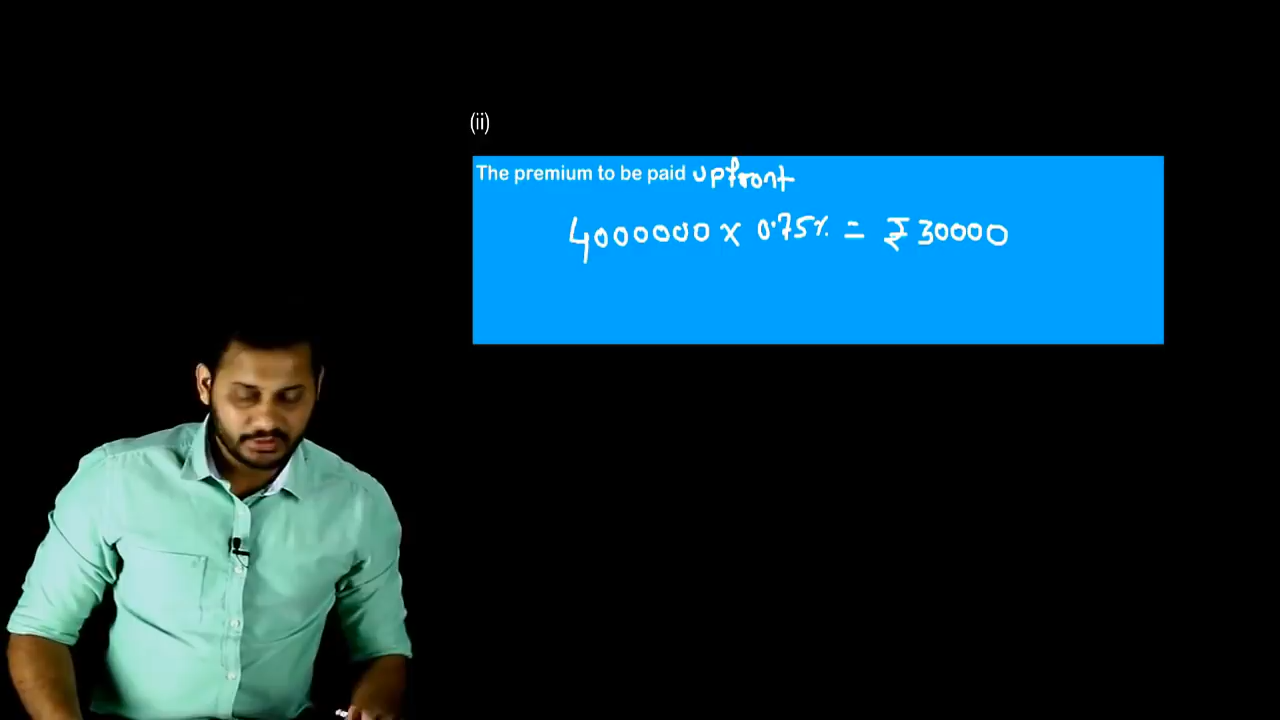 (ii)
The premium to be paid upfront
4000000 x 0.75% = ₹30000